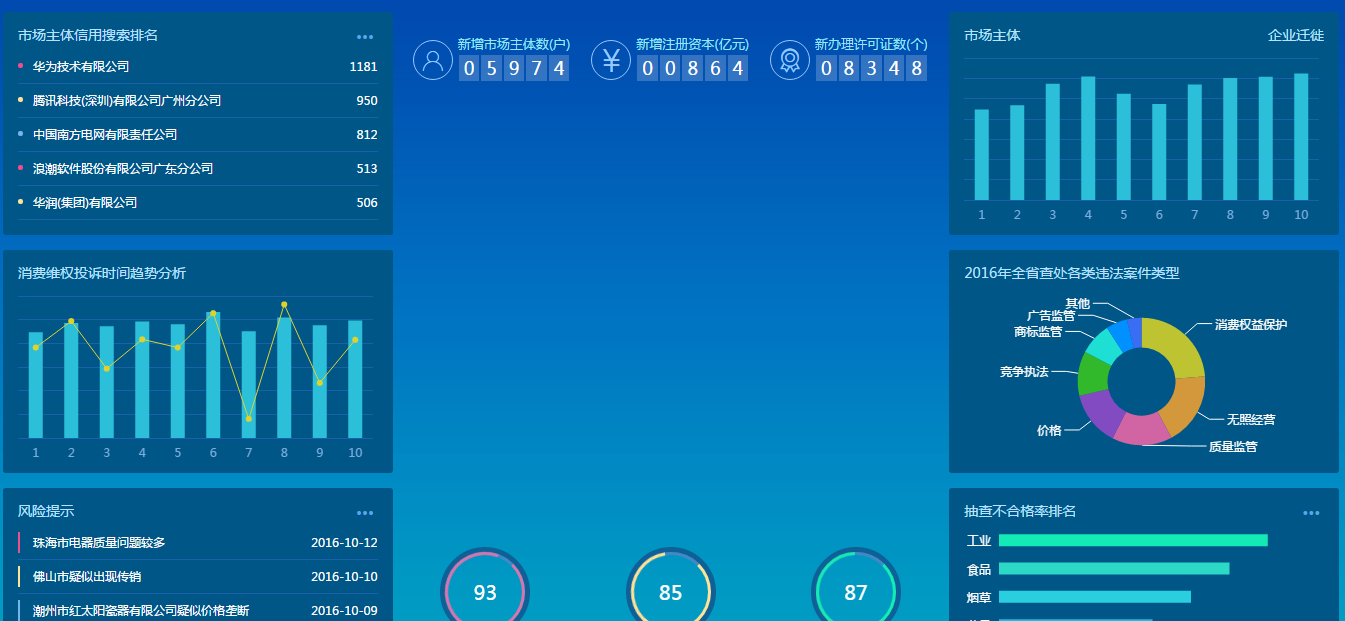 市场主体信用搜索排名
华为技术有限公司 1181
腾讯科技(深圳)有限公司广州分公司 950
中国南方电网有限责任公司 812
浪潮软件股份有限公司广东分公司 513
华润(集团)有限公司 506
新增市场主体数(户)
0 5 9 7 4
新增注册资本(亿元)
¥
0 0 8 6 4
新办理许可证数(个)
0 8 3 4 8
市场主体 企业迁徙
1 2 3 4 5 6 7 8 9 10
消费维权投诉时间趋势分析
1 2 3 4 5 6 7 8 9 10
2016年全省查处各类违法案件类型
其他
广告监管
商标监管
竞争执法
价格
消费权益保护
无照经营
质量监管
风险提示
珠海市电器质量问题较多 2016-10-12
佛山市疑似出现传销 2016-10-10
潮州市红太阳瓷器有限公司疑似价格垄断 2016-10-09
93 85 87
抽查不合格率排名
工业
食品
烟草